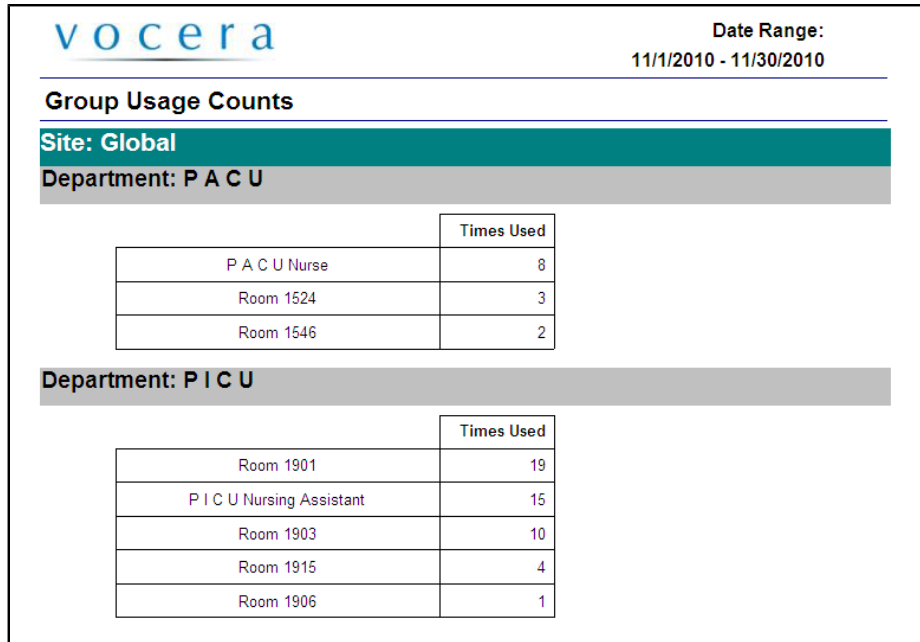 vocera
Date Range:
11/1/2010 - 11/30/2010
Group Usage Counts
Site: Global
Department: P A C U
Times Used
P A C U Nurse 8
Room 1524 3
Room 1546 2
Department: P I C U
Times Used
Room 1901 19
P I C U Nursing Assistant 15
Room 1903 10
Room 1915 4
Room 1906 1